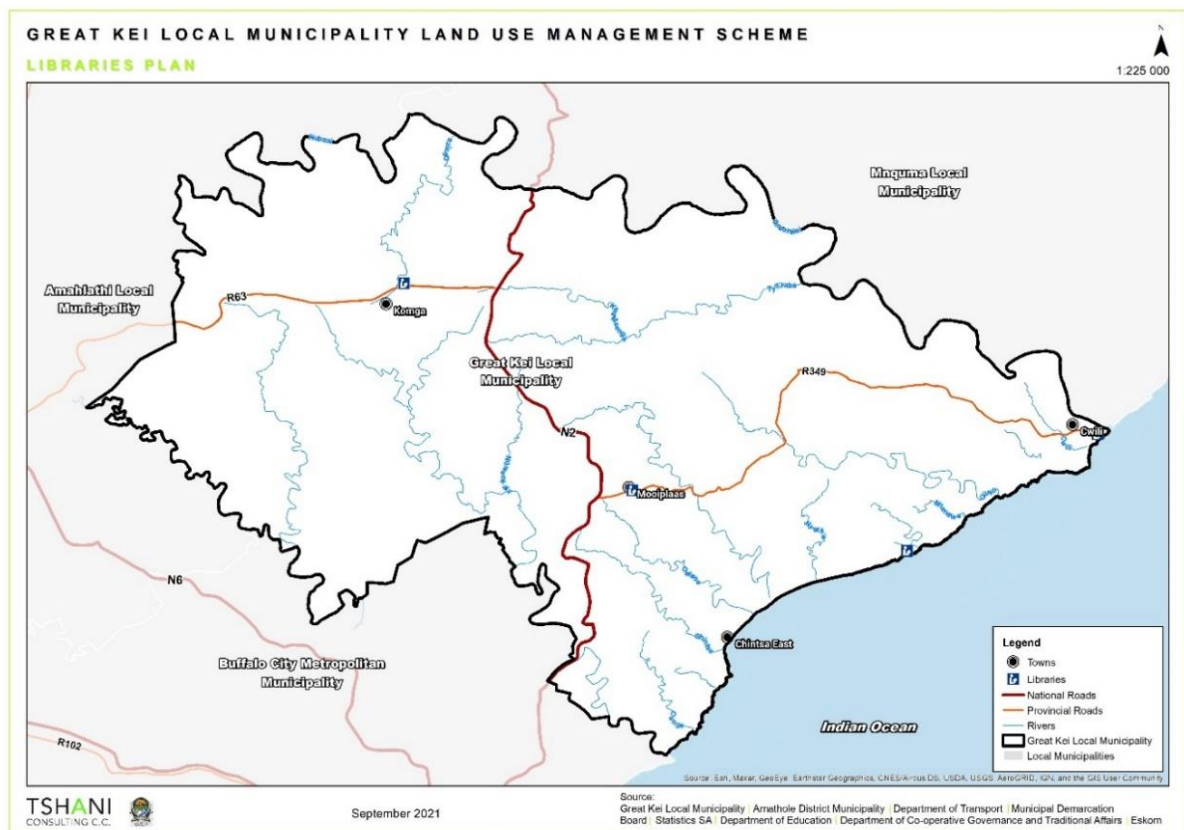 GREAT KEI LOCAL MUNICIPALITY LAND USE MANAGEMENT SCHEME
LIBRARIES PLAN
N
1:225 000
Mnquma Local
Municipality
Amahlathi Local
Municipality
R63
Komga
Great Kei Local
Municipality
R349
N2
Cwili
Mooiplaas
N6
Chintsa East
Buffalo City Metropolitan
Municipality
R102
Indian Ocean
Legend
Towns
Libraries
National Roads
Provincial Roads
Rivers
Great Kei Local Municipality
Local Municipalities
Source: Esri, Maxar, GeoEye, Earthstar Geographics, CNES/Airbus DS, USDA, USGS, AeroGRID, IGN, and the GIS User Community
TSHANI
CONSULTING C.C.
September 2021
Source:
Great Kei Local Municipality | Amathole District Municipality | Department of Transport | Municipal Demarcation
Board | Statistics SA | Department of Education | Department of Co-operative Governance and Traditional Affairs | Eskom